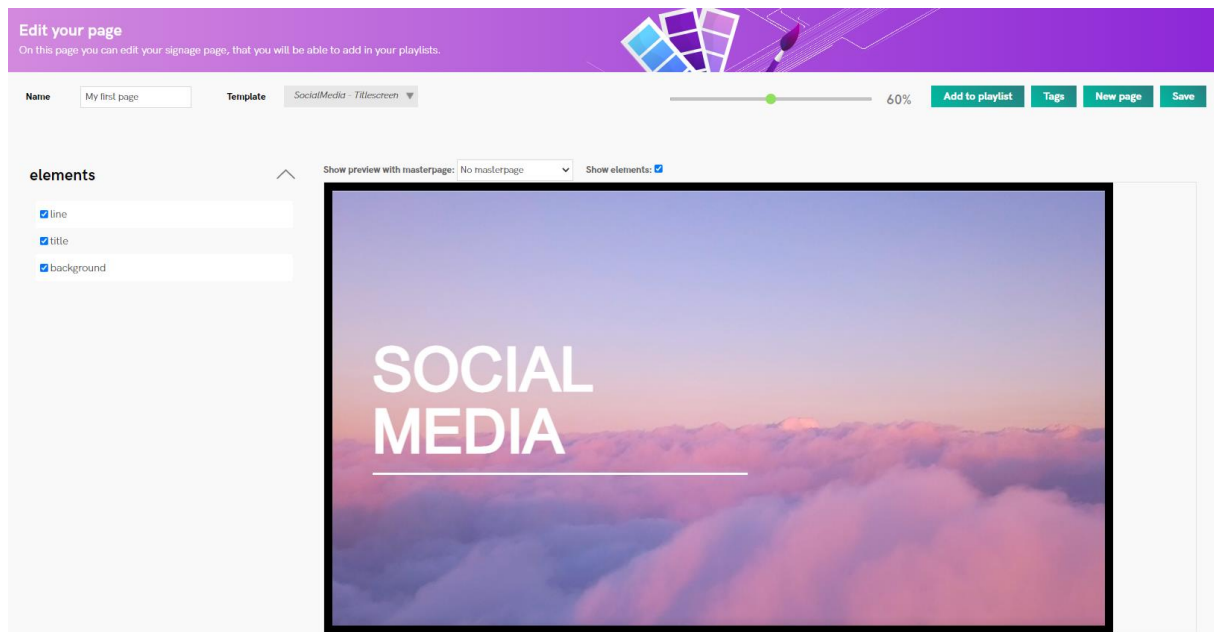 Edit your page
On this page you can edit your signage page, that you will be able to add in your playlists.
Name My first page Template SocialMedia - Titlescreen 60% Add to playlist Tags New page Save
elements
Show preview with masterpage: No masterpage Show elements:
line
title
background
SOCIAL
MEDIA